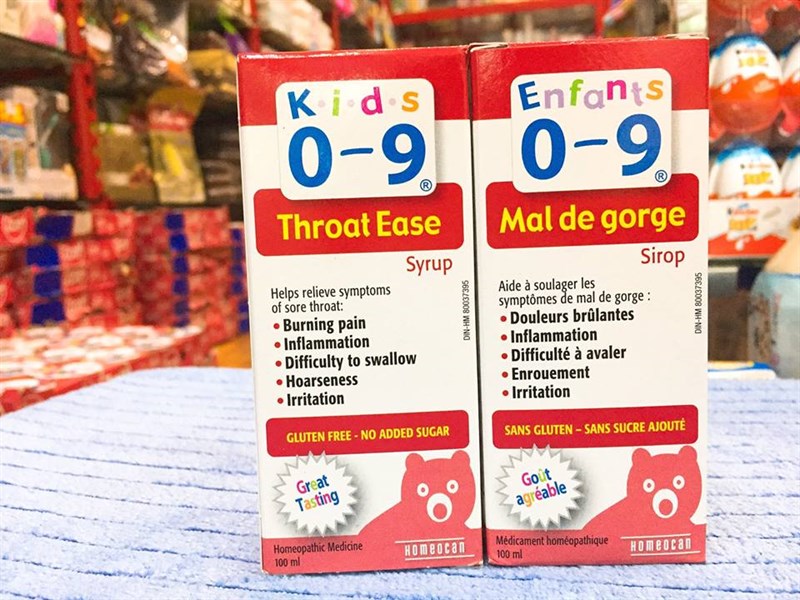 Kids
0-9®
Throat Ease
Syrup
Helps relieve symptoms
of sore throat:
• Burning pain
• Inflammation
• Difficulty to swallow
• Hoarseness
• Irritation
DIN-HM 80037395
GLUTEN FREE - NO ADDED SUGAR
Great
Tasting
Homeopathic Medicine
100 ml
HOMEOCAN
Enfants
0-9®
Mal de gorge
Sirop
Aide à soulager les
symptômes de mal de gorge :
• Douleurs brûlantes
• Inflammation
• Difficulté à avaler
• Enrouement
• Irritation
DIN-HM 80037395
SANS GLUTEN – SANS SUCRE AJOUTÉ
Goût
agréable
Médicament homéopathique
100 ml
HOMEOCAN